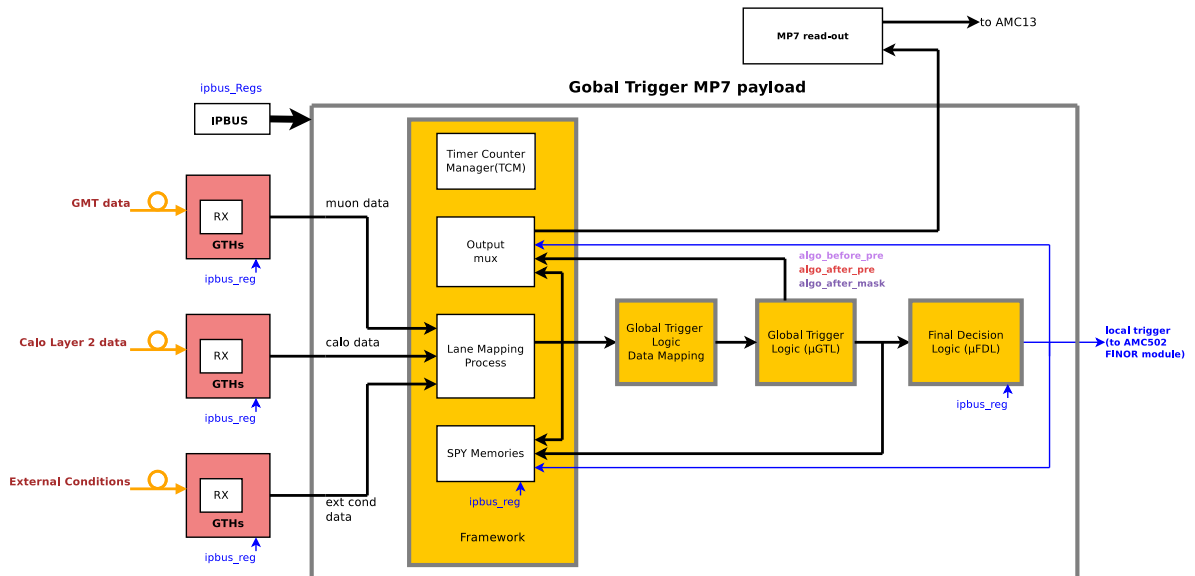 MP7 read-out
to AMC13
Gobal Trigger MP7 payload
ipbus_Regs
IPBUS
Timer Counter
Manager(TCM)
GMT data
RX
GTHs
ipbus_reg
muon data
Output
mux
algo_before_pre
algo_after_pre
algo_after_mask
Calo Layer 2 data
RX
GTHs
ipbus_reg
calo data
Lane Mapping
Process
Global Trigger
Logic
Data Mapping
Global Trigger
Logic (μGTL)
Final Decision
Logic (μFDL)
ipbus_reg
local trigger
(to AMC502
FINOR module)
External Conditions
RX
GTHs
ipbus_reg
ext cond
data
SPY Memories
ipbus_reg
Framework